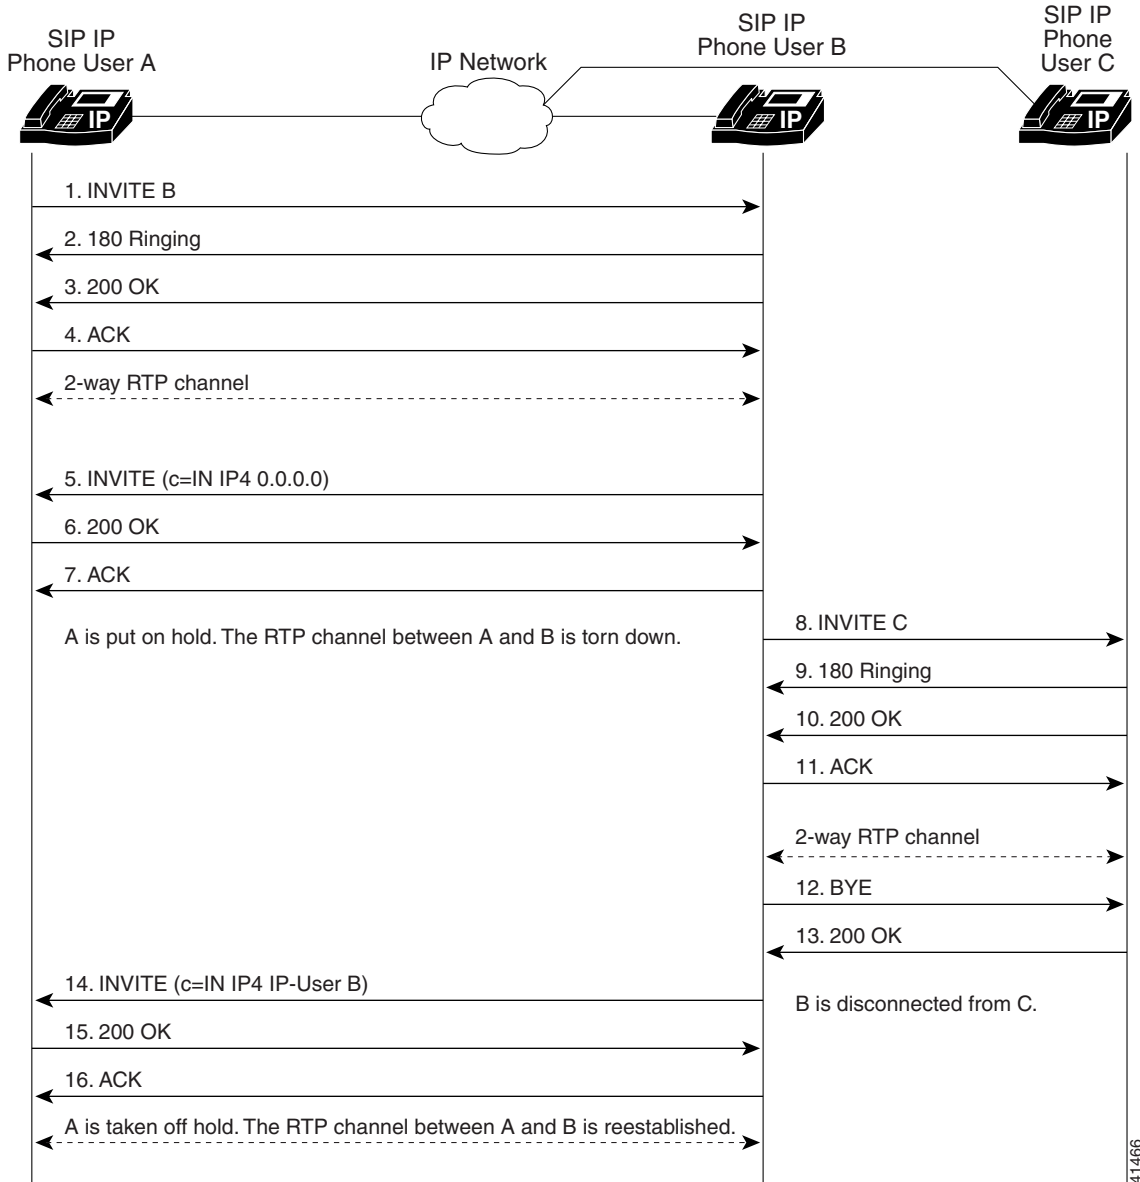 SIP IP
Phone User A
IP Network
SIP IP
Phone User B
SIP IP
Phone
User C
IP
IP
IP
1. INVITE B
2. 180 Ringing
3. 200 OK
4. ACK
2-way RTP channel
5. INVITE (c=IN IP4 0.0.0.0)
6. 200 OK
7. ACK
A is put on hold. The RTP channel between A and B is torn down.
8. INVITE C
9. 180 Ringing
10. 200 OK
11. ACK
2-way RTP channel
12. BYE
13. 200 OK
14. INVITE (c=IN IP4 IP-User B)
B is disconnected from C.
15. 200 OK
16. ACK
A is taken off hold. The RTP channel between A and B is reestablished.
41466